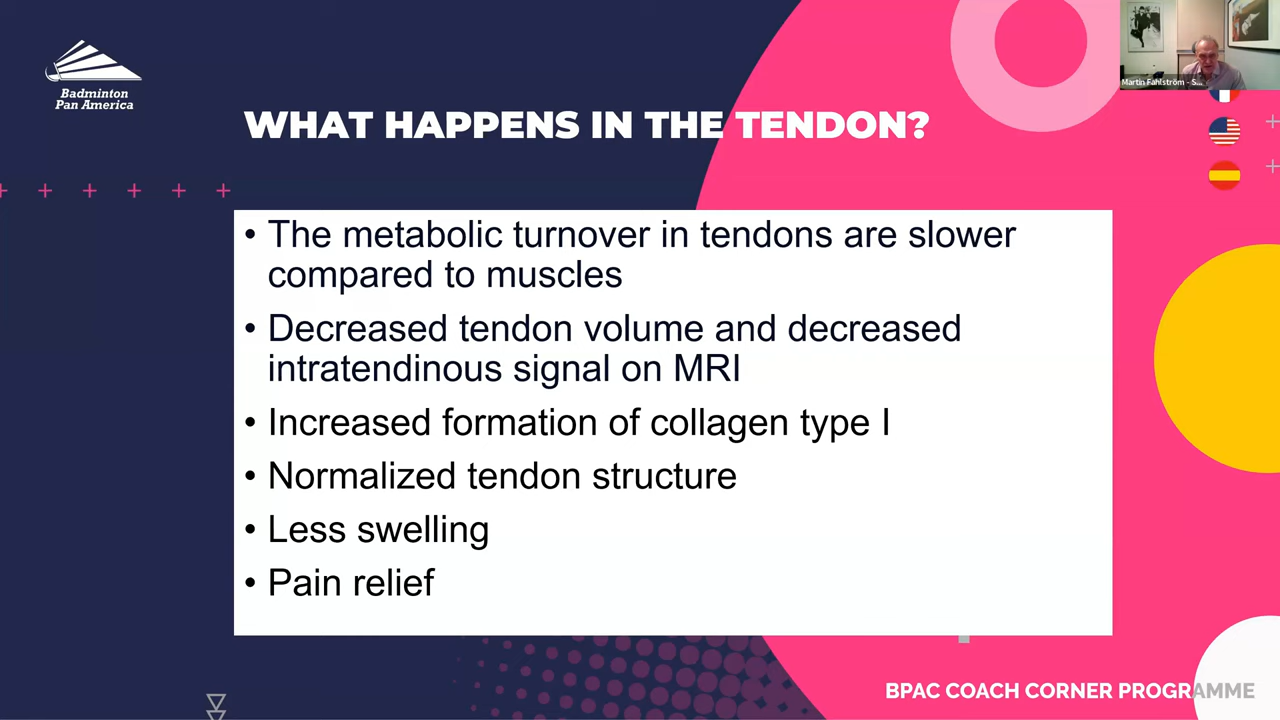 Badminton
Pan America
Martin Fahlström - S...
WHAT HAPPENS IN THE TENDON?
• The metabolic turnover in tendons are slower
compared to muscles
• Decreased tendon volume and decreased
intratendinous signal on MRI
• Increased formation of collagen type I
• Normalized tendon structure
• Less swelling
• Pain relief
BPAC COACH CORNER PROGRAMME